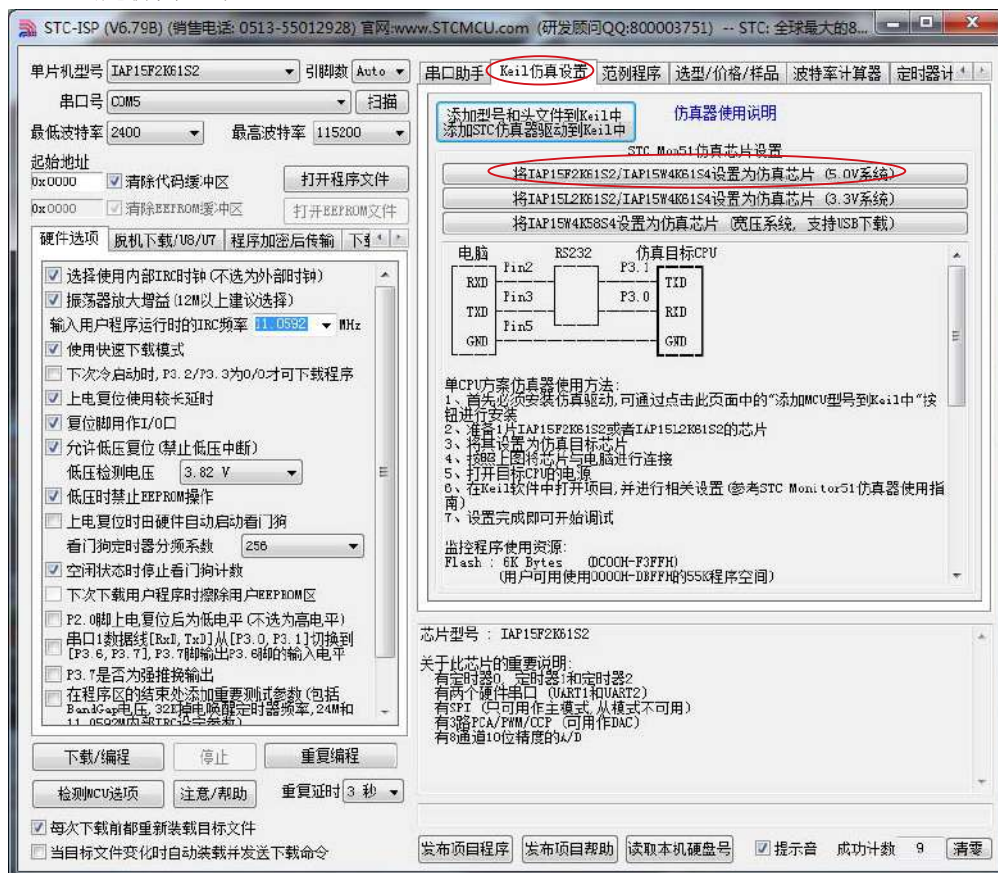 STC-ISP (V6.79B) (销售电话: 0513-55012928) 官网:www.STCMCU.com (研发顾问QQ:800003751) -- STC: 全球最大的8...
单片机型号 IAP15F2K61S2 引脚数 Auto
串口号 COM5 扫描
最低波特率 2400 最高波特率 115200
起始地址
0x0000 清除代码缓冲区 打开程序文件
0x0000 清除EEPROM缓冲区 打开EEPROM文件
硬件选项 脱机下载/U8/U7 程序加密后传输
选择使用内部IRC时钟(不选为外部时钟)
振荡器放大增益(12M以上建议选择)
输入用户程序运行时的IRC频率 11.0592 MHz
使用快速下载模式
下次冷启动时,P3.2/P3.3为0/0才可下载程序
上电复位使用较长延时
复位脚用作I/O口
允许低压复位(禁止低压中断)
低压检测电压 3.82 V
低压时禁止EEPROM操作
上电复位时由硬件自动启动看门狗
看门狗定时器分频系数 256
空闲状态时停止看门狗计数
下次下载用户程序时擦除用户EEPROM区
P2.0脚上电复位后为低电平(不选为高电平)
串口1数据线[RxD,TxD]从[P3.0,P3.1]切换到
[P3.6,P3.7],P3.7脚输出P3.6脚的输入电平
P3.7是否为强推挽输出
在程序区的结束处添加重要测试参数(包括
BandGap电压,32K掉电唤醒定时器频率,24M和
11.0592M内部IRC设定参数)
下载/编程 停止 重复编程
检测MCU选项 注意/帮助 重复延时 3 秒
每次下载前都重新装载目标文件
当目标文件变化时自动装载并发送下载命令
串口助手 Keil仿真设置 范例程序 选型/价格/样品 波特率计算器 定时器计
添加型号和头文件到Keil中
添加STC仿真器驱动到Keil中
仿真器使用说明
STC Mon51仿真芯片设置
将IAP15F2K61S2/IAP15W4K61S4设置为仿真芯片 (5.0V系统)
将IAP15L2K61S2/IAP15W4K61S4设置为仿真芯片 (3.3V系统)
将IAP15W4K58S4设置为仿真芯片 (宽压系统, 支持USB下载)
电脑 RS232 仿真目标CPU
Pin2 P3.1
RXD TXD
Pin3 P3.0
TXD RXD
Pin5
GND GND
单CPU方案仿真器使用方法:
1、首先必须安装仿真驱动,可通过点击此页面中的“添加MCU型号到Keil中”按
钮进行安装
2、准备1片IAP15F2K61S2或者IAP15L2K61S2的芯片
3、将其设置为仿真目标芯片
4、按照上图将芯片与电脑进行连接
5、打开目标CPU的电源
6、在Keil软件中打开项目,并进行相关设置(参考STC Monitor51仿真器使用指
南)
7、设置完成即可开始调试
监控程序使用资源:
Flash : 6K Bytes (DC00H-F3FFH)
(用户可用使用0000H-DBFFH的55K程序空间)
芯片型号 : IAP15F2K61S2
关于此芯片的重要说明:
有定时器0、定时器1和定时器2
有两个硬件串口 (UART1和UART2)
有SPI (只可用作主模式,从模式不可用)
有3路PCA/PWM/CCP (可用作DAC)
有8通道10位精度的A/D
发布项目程序 发布项目帮助 读取本机硬盘号 提示音 成功计数 9 清零